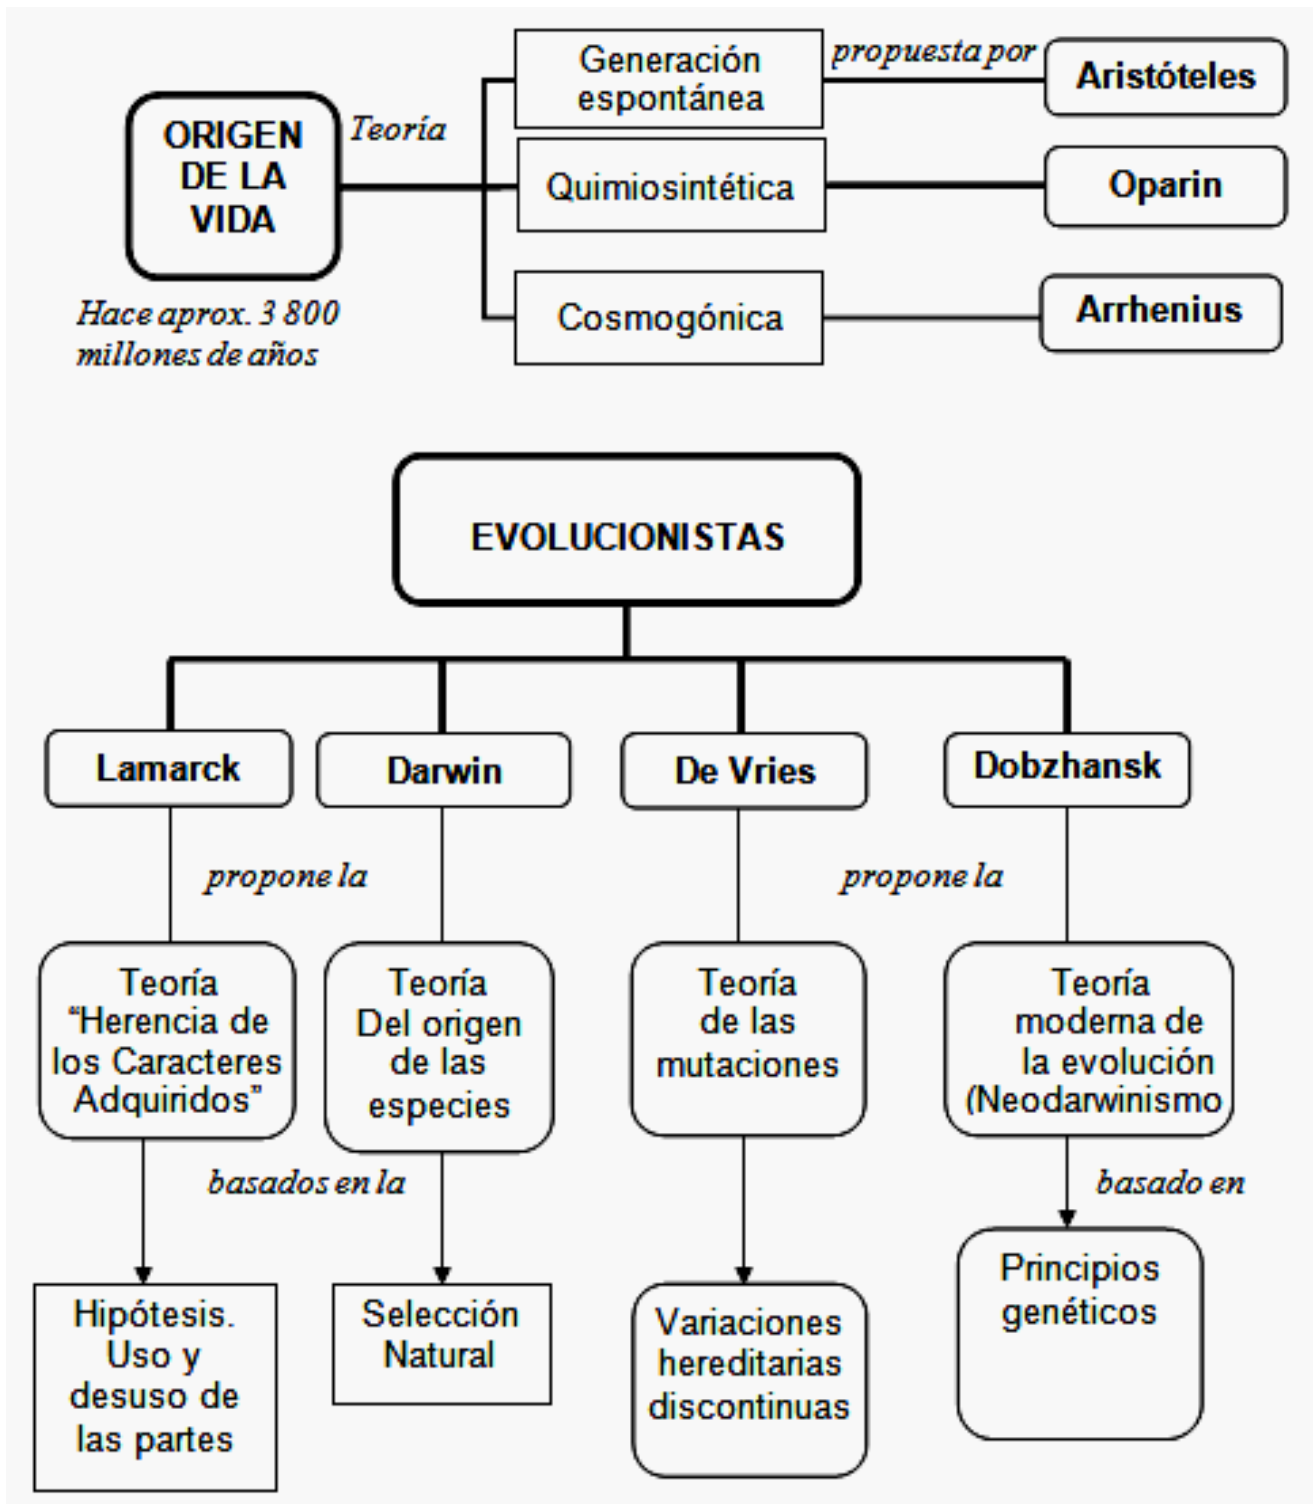 Generación
espontánea
propuesta por
Aristóteles
ORIGEN
DE LA
VIDA
Teoría
Quimiosintética
Oparin
Hace aprox. 3 800
millones de años
Cosmogónica
Arrhenius
EVOLUCIONISTAS
Lamarck
Darwin
De Vries
Dobzhansk
propone la
propone la
Teoría
“Herencia de
los Caracteres
Adquiridos”
Teoría
Del origen
de las
especies
Teoría
de las
mutaciones
Teoría
moderna de
la evolución
(Neodarwinismo
basados en la
basado en
Hipótesis.
Uso y
desuso de
las partes
Selección
Natural
Variaciones
hereditarias
discontinuas
Principios
genéticos